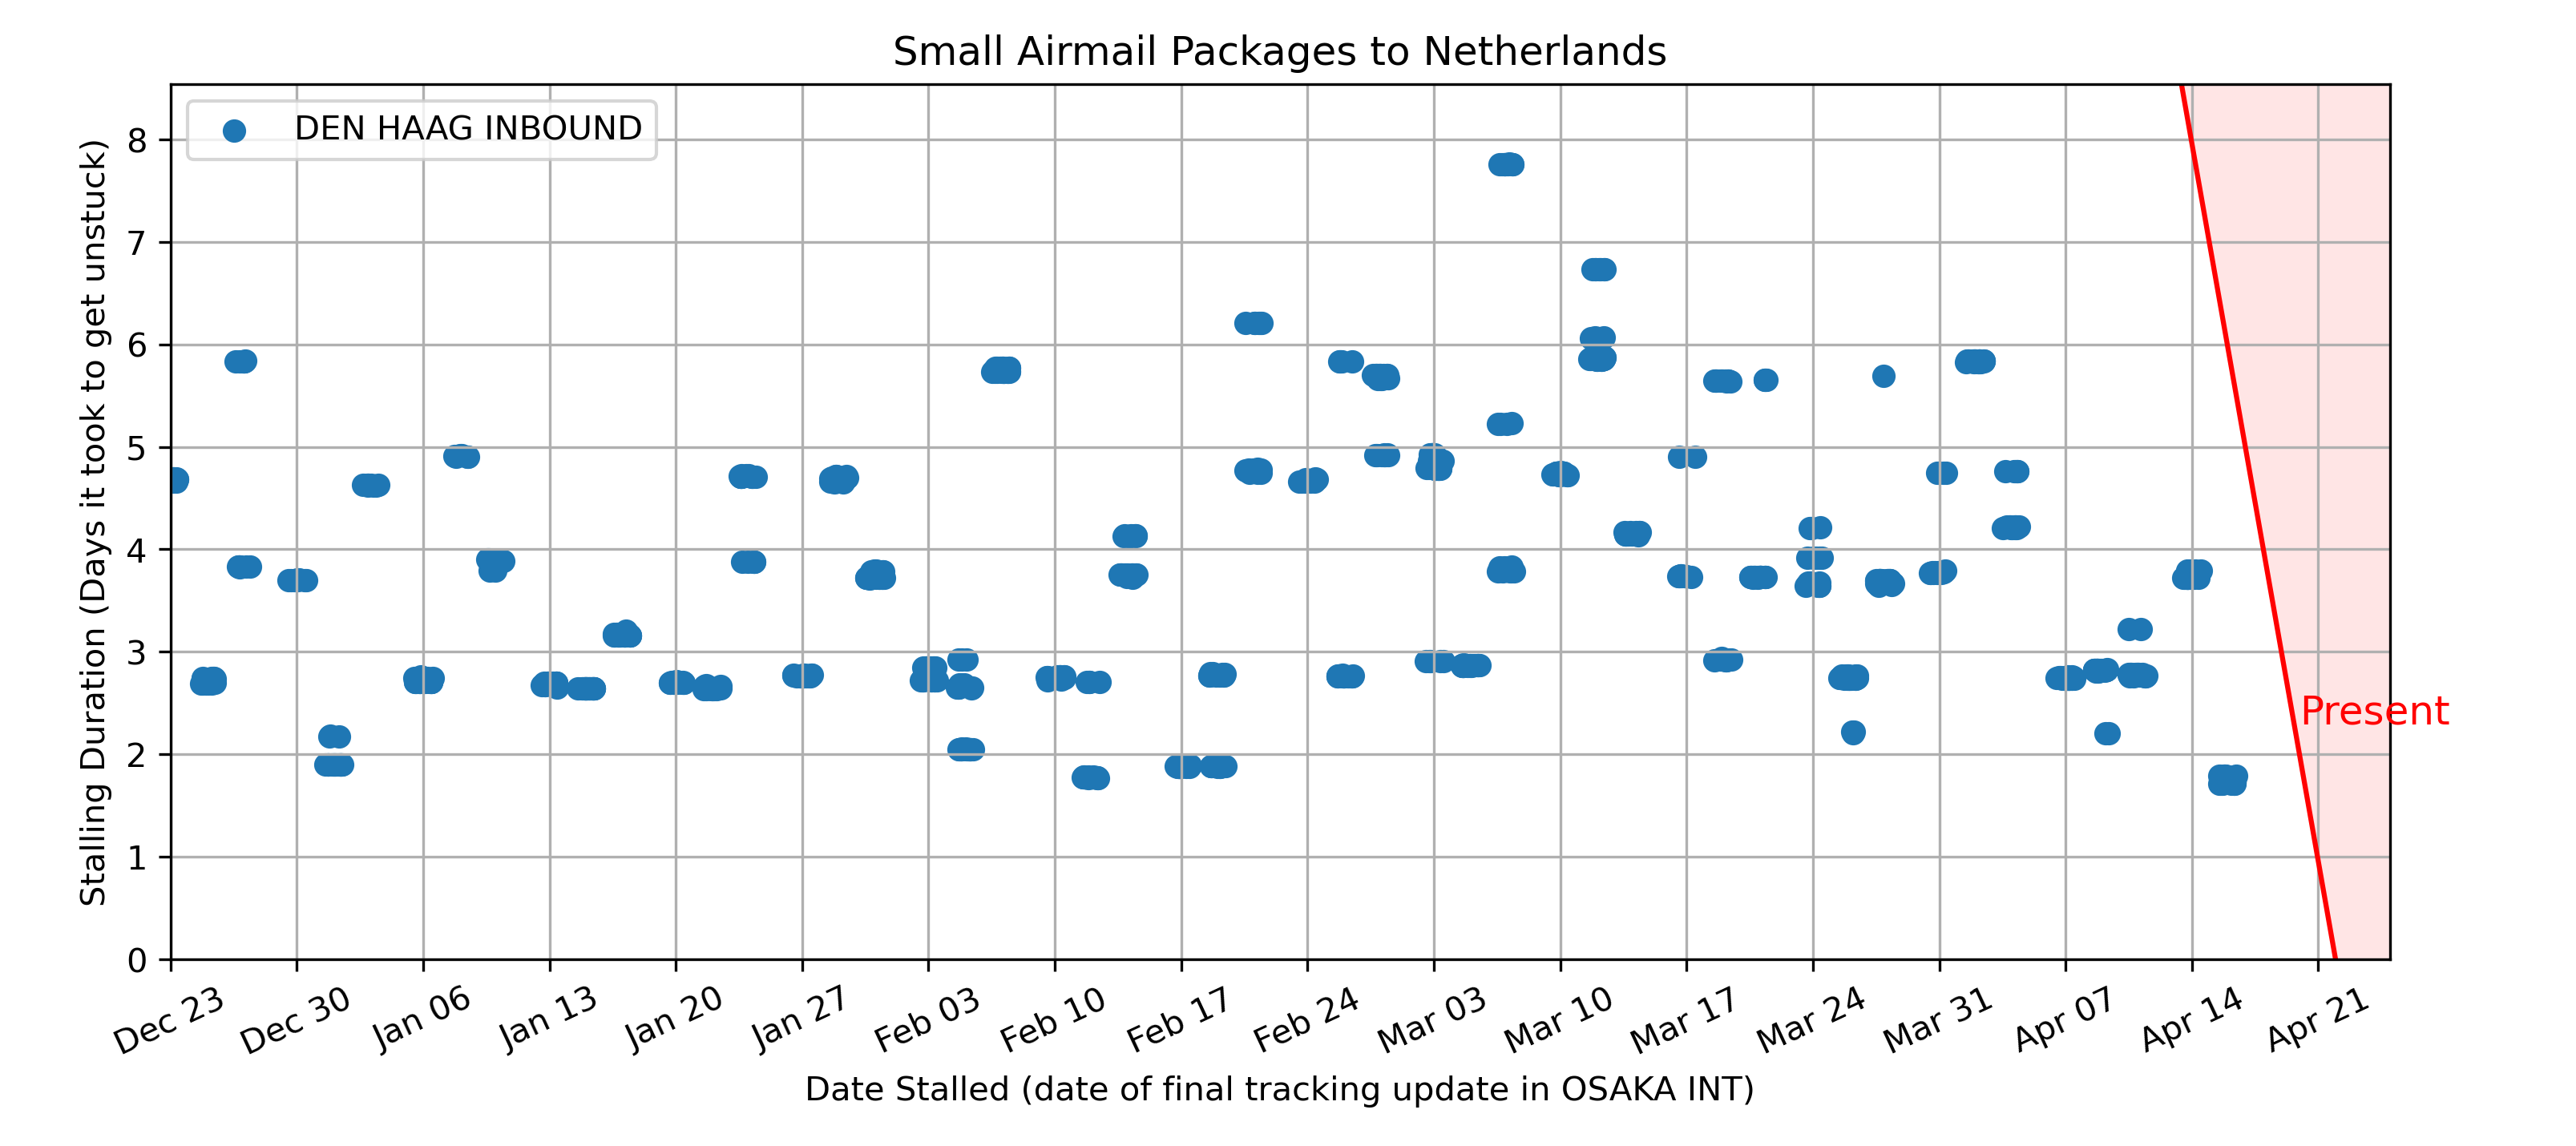 Small Airmail Packages to Netherlands
DEN HAAG INBOUND
Stalling Duration (Days it took to get unstuck)
8
7
6
5
4
3
2
1
0
Present
Dec 23
Dec 30
Jan 06
Jan 13
Jan 20
Jan 27
Feb 03
Feb 10
Feb 17
Feb 24
Mar 03
Mar 10
Mar 17
Mar 24
Mar 31
Apr 07
Apr 14
Apr 21
Date Stalled (date of final tracking update in OSAKA INT)